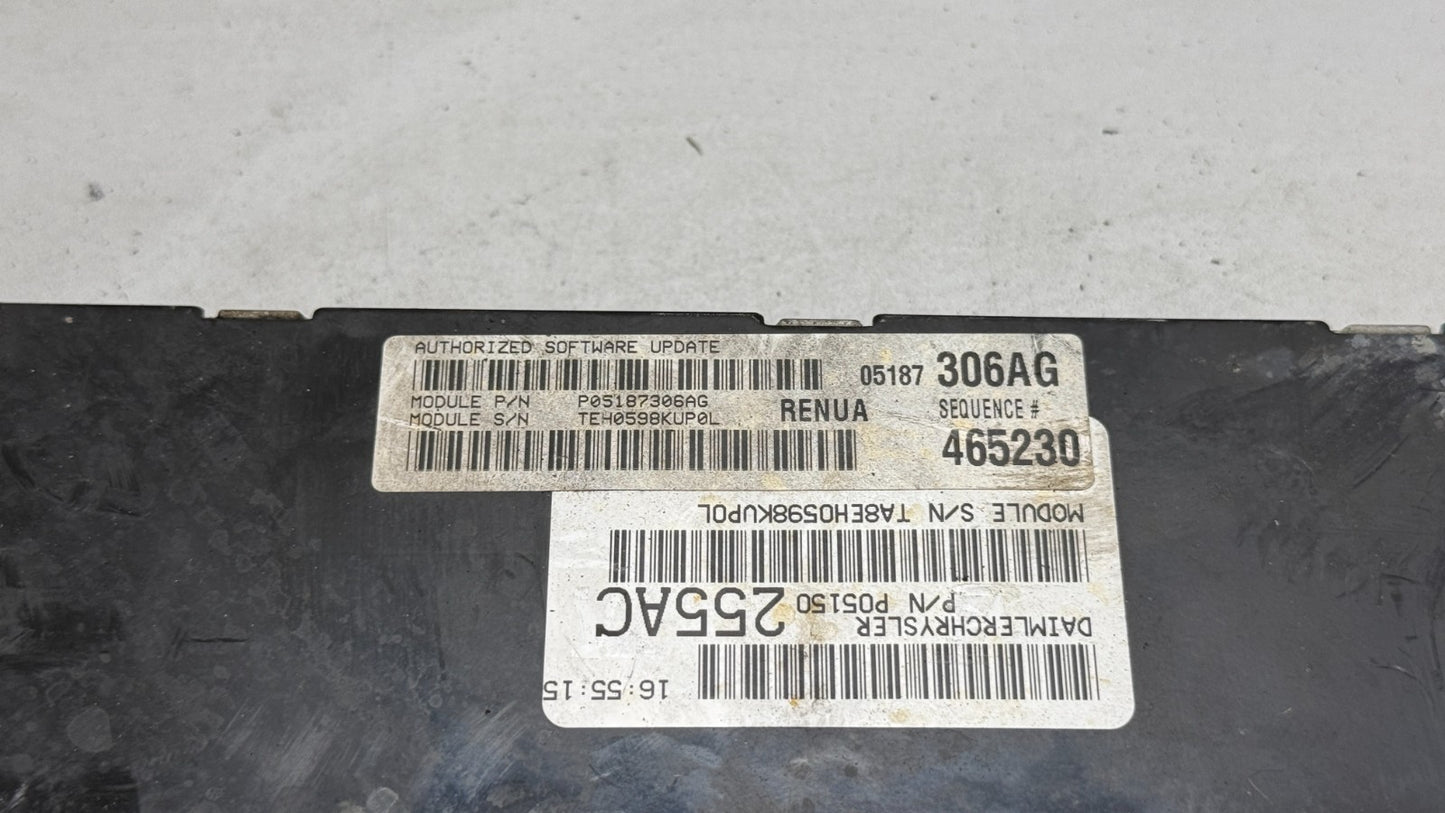 AUTHORIZED SOFTWARE UPDATE
05187 306AG
MODULE P/N P05187306AG
MODULE S/N TEH0598KUP0L
RENUA
SEQUENCE #
465230
16:55:15
DAIMLERCHRYSLER
P/N P05150 255AC
MODULE S/N TA8EH0598KUP0L